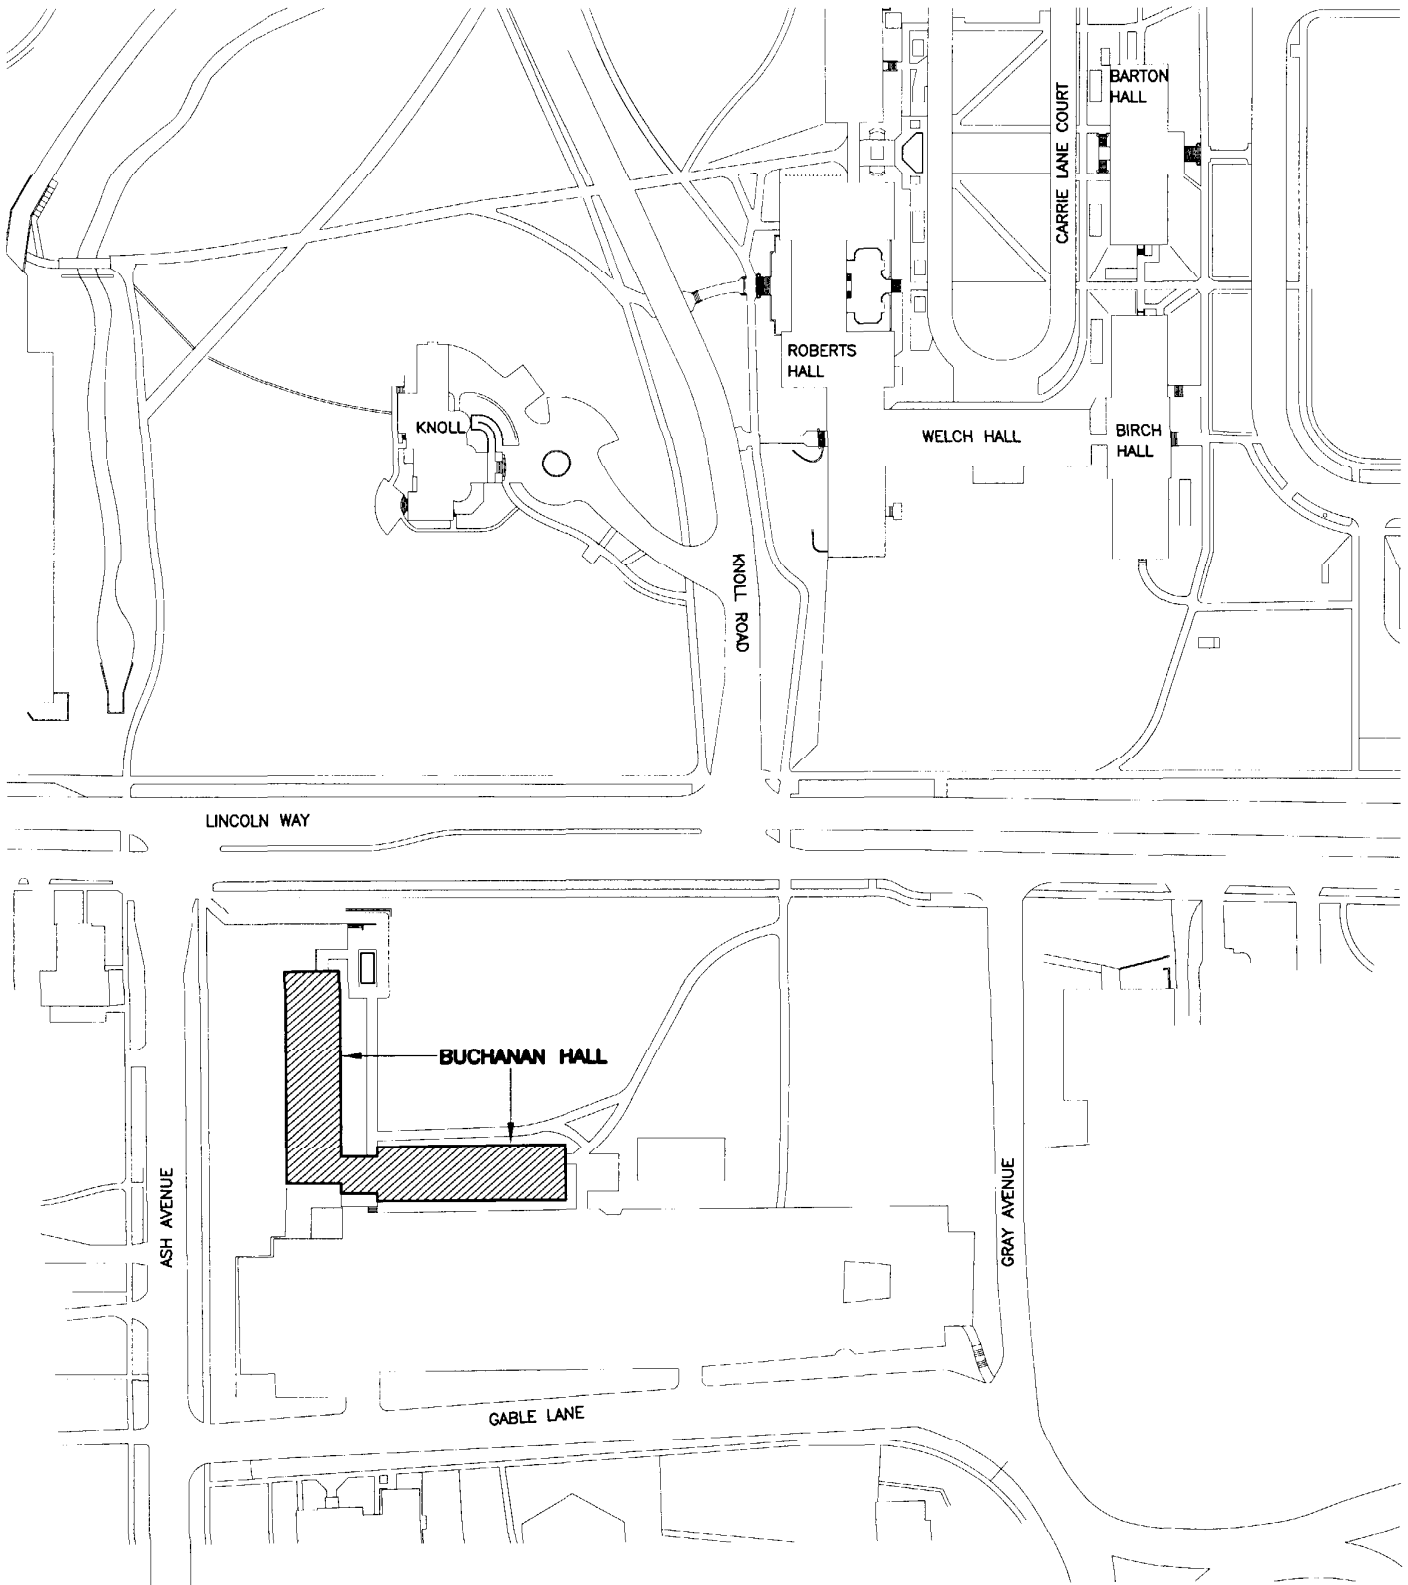 BARTON
HALL
CARRIE LANE COURT
ROBERTS
HALL
KNOLL
WELCH HALL
BIRCH
HALL
KNOLL ROAD
LINCOLN WAY
BUCHANAN HALL
ASH AVENUE
GRAY AVENUE
GABLE LANE